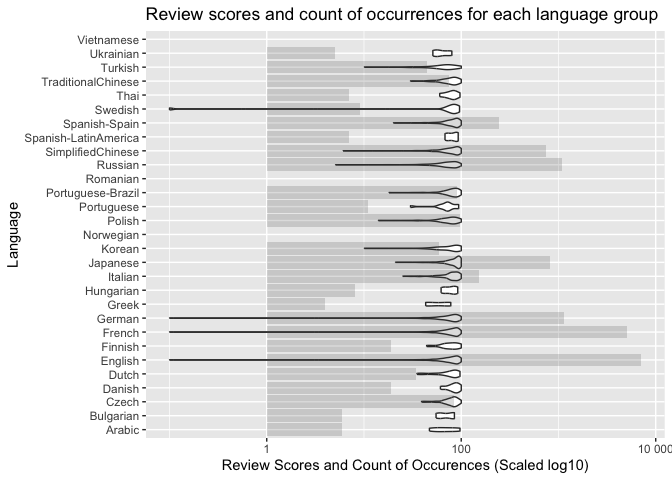 Review scores and count of occurrences for each language group
Language
Vietnamese
Ukrainian
Turkish
TraditionalChinese
Thai
Swedish
Spanish-Spain
Spanish-LatinAmerica
SimplifiedChinese
Russian
Romanian
Portuguese-Brazil
Portuguese
Polish
Norwegian
Korean
Japanese
Italian
Hungarian
Greek
German
French
Finnish
English
Dutch
Danish
Czech
Bulgarian
Arabic
1 100 10 000
Review Scores and Count of Occurences (Scaled log10)